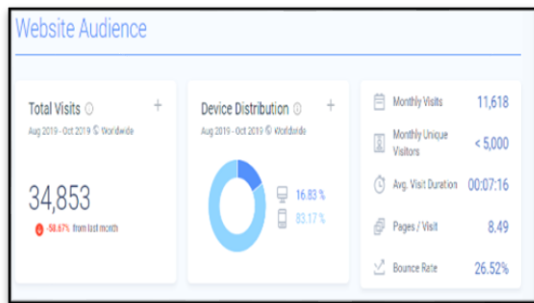 Website Audience
Total Visits
Aug 2019 - Oct 2019 Worldwide
34,853
-58.67% from last month
Device Distribution
Aug 2019 - Oct 2019 Worldwide
16.83 %
83.17 %
Monthly Visits 11,618
Monthly Unique
Visitors
< 5,000
Avg. Visit Duration 00:07:16
Pages / Visit 8.49
Bounce Rate 26.52%